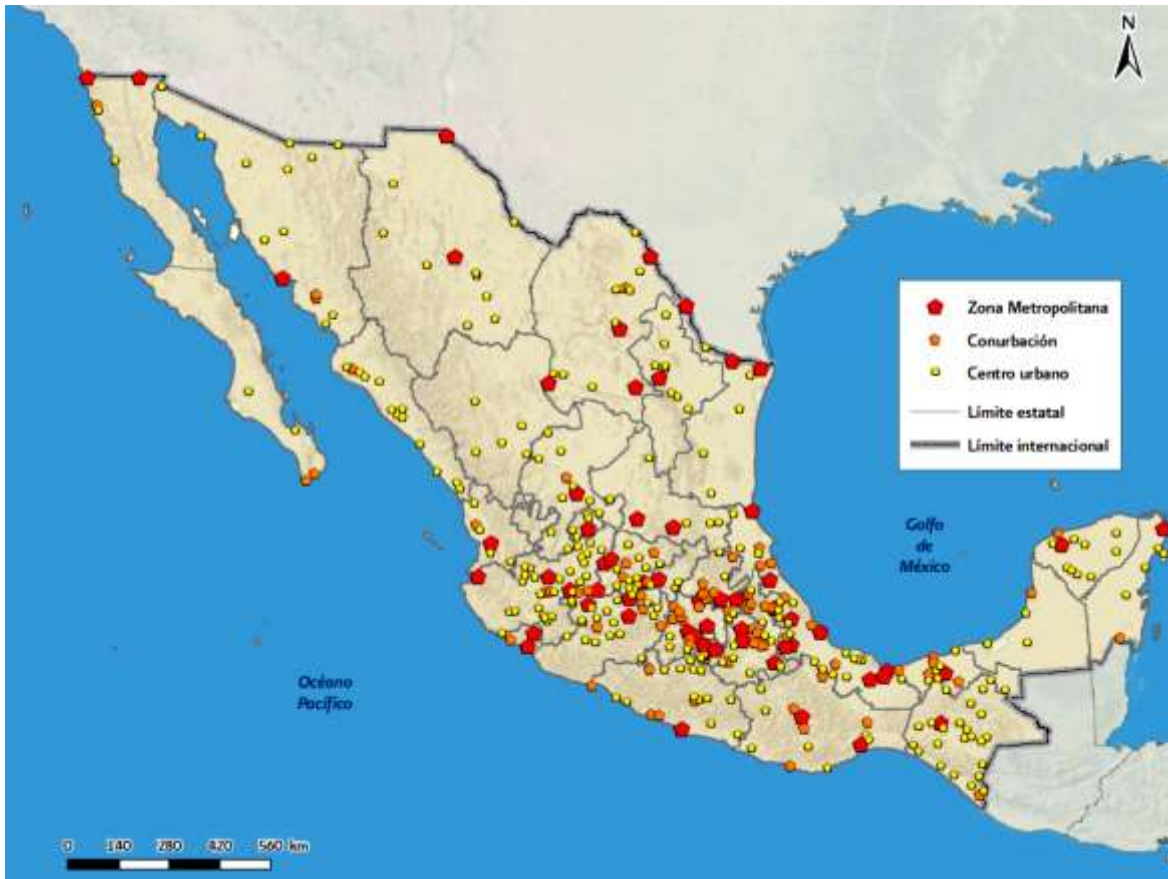 N
Zona Metropolitana
Conurbación
Centro urbano
Límite estatal
Límite internacional
Golfo
de
México
Océano
Pacífico
0 140 280 420 560 km